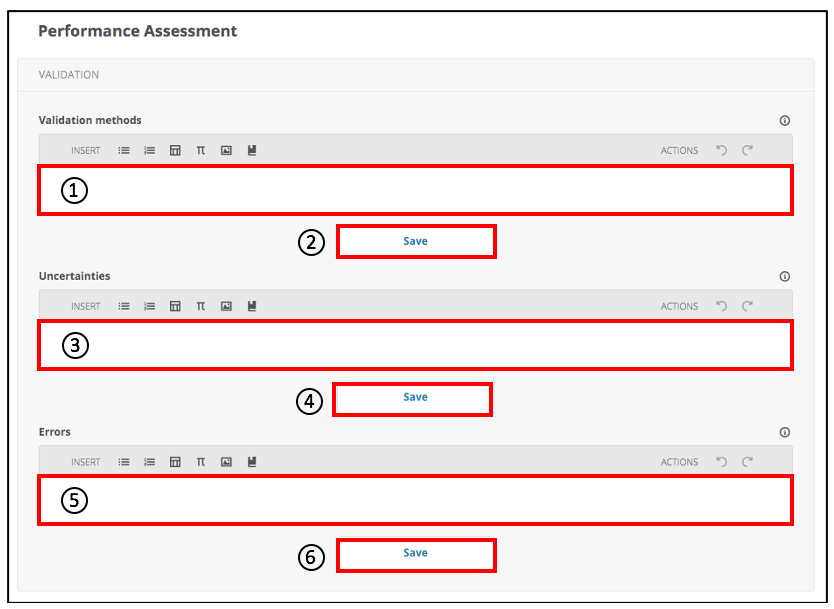 Performance Assessment
VALIDATION
Validation methods
INSERT π ACTIONS
①
② Save
Uncertainties
INSERT π ACTIONS
③
④ Save
Errors
INSERT π ACTIONS
⑤
⑥ Save